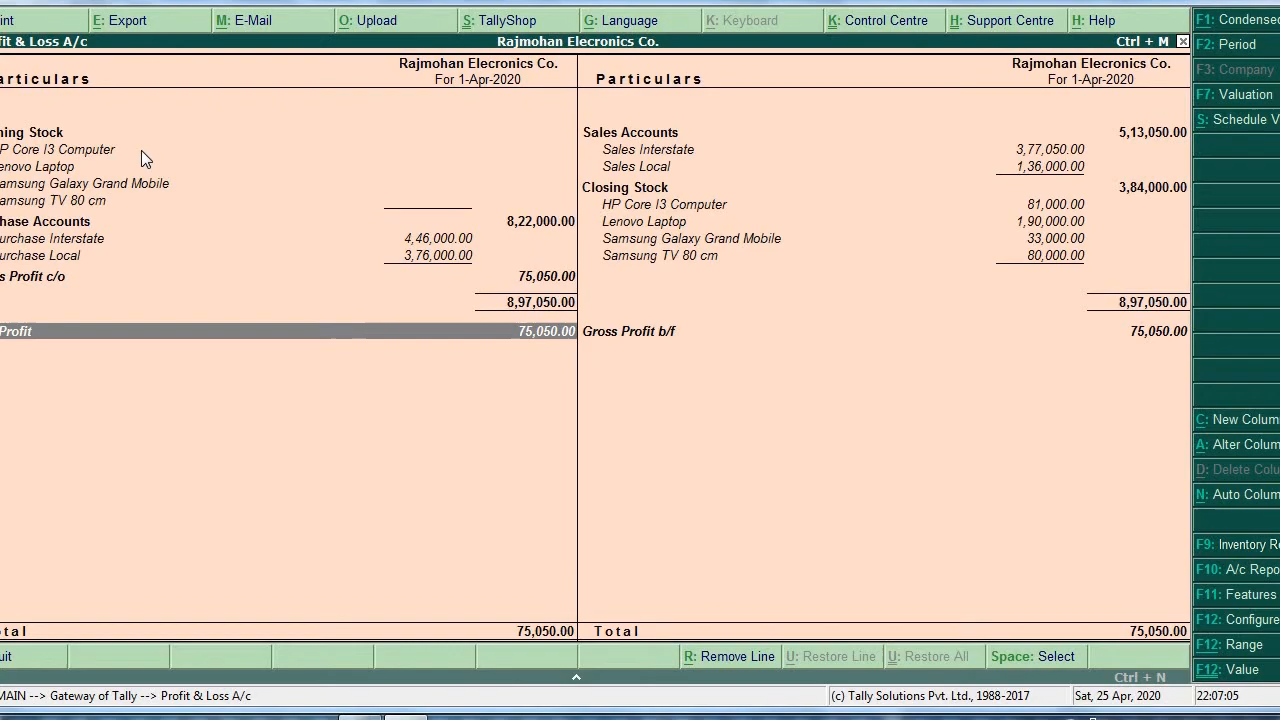 int E: Export M: E-Mail O: Upload S: TallyShop G: Language K: Keyboard K: Control Centre H: Support Centre H: Help
fit & Loss A/c Rajmohan Elecronics Co. Ctrl + M
articulars Rajmohan Elecronics Co. For 1-Apr-2020
ning Stock
P Core I3 Computer
enovo Laptop
amsung Galaxy Grand Mobile
amsung TV 80 cm
hase Accounts 8,22,000.00
urchase Interstate 4,46,000.00
urchase Local 3,76,000.00
s Profit c/o 75,050.00
8,97,050.00
Profit 75,050.00
otal 75,050.00
Particulars Rajmohan Elecronics Co. For 1-Apr-2020
Sales Accounts 5,13,050.00
Sales Interstate 3,77,050.00
Sales Local 1,36,000.00
Closing Stock 3,84,000.00
HP Core I3 Computer 81,000.00
Lenovo Laptop 1,90,000.00
Samsung Galaxy Grand Mobile 33,000.00
Samsung TV 80 cm 80,000.00
8,97,050.00
Gross Profit b/f 75,050.00
Total 75,050.00
F1: Condensed
F2: Period
F3: Company
F7: Valuation
S: Schedule V
C: New Colum
A: Alter Colum
D: Delete Colu
N: Auto Colum
F9: Inventory Re
F10: A/c Repo
F11: Features
F12: Configure
F12: Range
F12: Value
uit R: Remove Line U: Restore Line U: Restore All Space: Select
Ctrl + N
MAIN --> Gateway of Tally --> Profit & Loss A/c (c) Tally Solutions Pvt. Ltd., 1988-2017 Sat, 25 Apr, 2020 22:07:05